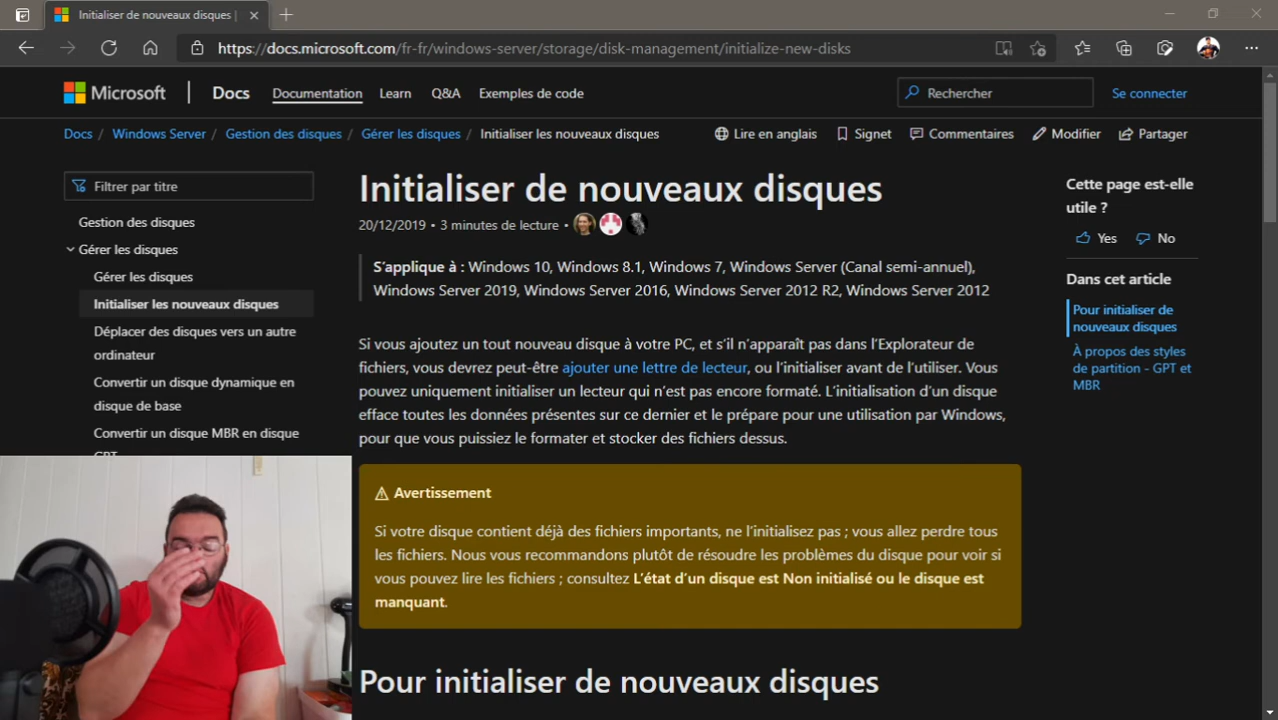 Initialiser de nouveaux disques |
https://docs.microsoft.com/fr-fr/windows-server/storage/disk-management/initialize-new-disks
Microsoft
Docs
Documentation
Learn
Q&A
Exemples de code
Rechercher
Se connecter
Docs / Windows Server / Gestion des disques / Gérer les disques / Initialiser les nouveaux disques
Lire en anglais
Signet
Commentaires
Modifier
Partager
Filtrer par titre
Gestion des disques
Gérer les disques
Gérer les disques
Initialiser les nouveaux disques
Déplacer des disques vers un autre
ordinateur
Convertir un disque dynamique en
disque de base
Convertir un disque MBR en disque
GPT
Initialiser de nouveaux disques
20/12/2019 • 3 minutes de lecture •
S'applique à : Windows 10, Windows 8.1, Windows 7, Windows Server (Canal semi-annuel),
Windows Server 2019, Windows Server 2016, Windows Server 2012 R2, Windows Server 2012
Si vous ajoutez un tout nouveau disque à votre PC, et s'il n'apparaît pas dans l'Explorateur de
fichiers, vous devrez peut-être ajouter une lettre de lecteur, ou l'initialiser avant de l'utiliser. Vous
pouvez uniquement initialiser un lecteur qui n'est pas encore formaté. L'initialisation d'un disque
efface toutes les données présentes sur ce dernier et le prépare pour une utilisation par Windows,
pour que vous puissiez le formater et stocker des fichiers dessus.
Avertissement
Si votre disque contient déjà des fichiers importants, ne l'initialisez pas ; vous allez perdre tous
les fichiers. Nous vous recommandons plutôt de résoudre les problèmes du disque pour voir si
vous pouvez lire les fichiers ; consultez L'état d'un disque est Non initialisé ou le disque est
manquant.
Pour initialiser de nouveaux disques
Cette page est-elle
utile ?
Yes
No
Dans cet article
Pour initialiser de
nouveaux disques
À propos des styles
de partition - GPT et
MBR